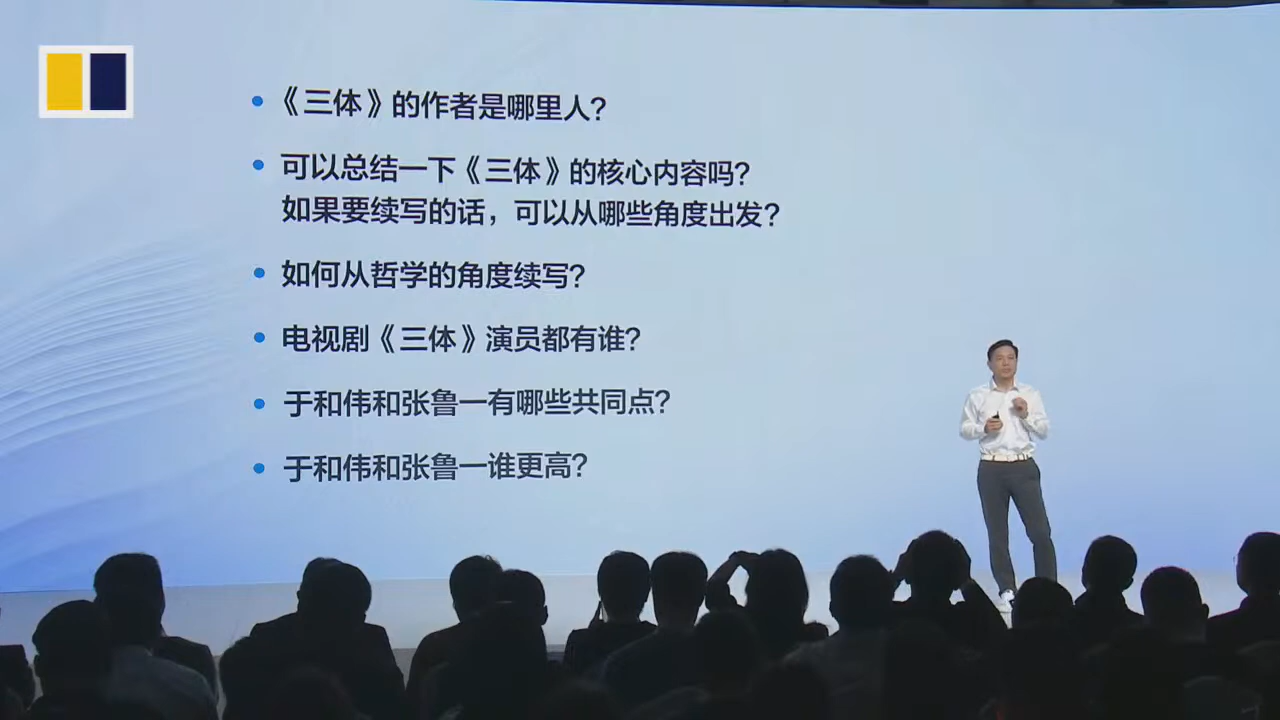 《三体》的作者是哪里人?
可以总结一下《三体》的核心内容吗?
如果要续写的话，可以从哪些角度出发?
如何从哲学的角度续写?
电视剧《三体》演员都有谁?
于和伟和张鲁一有哪些共同点?
于和伟和张鲁一谁更高?